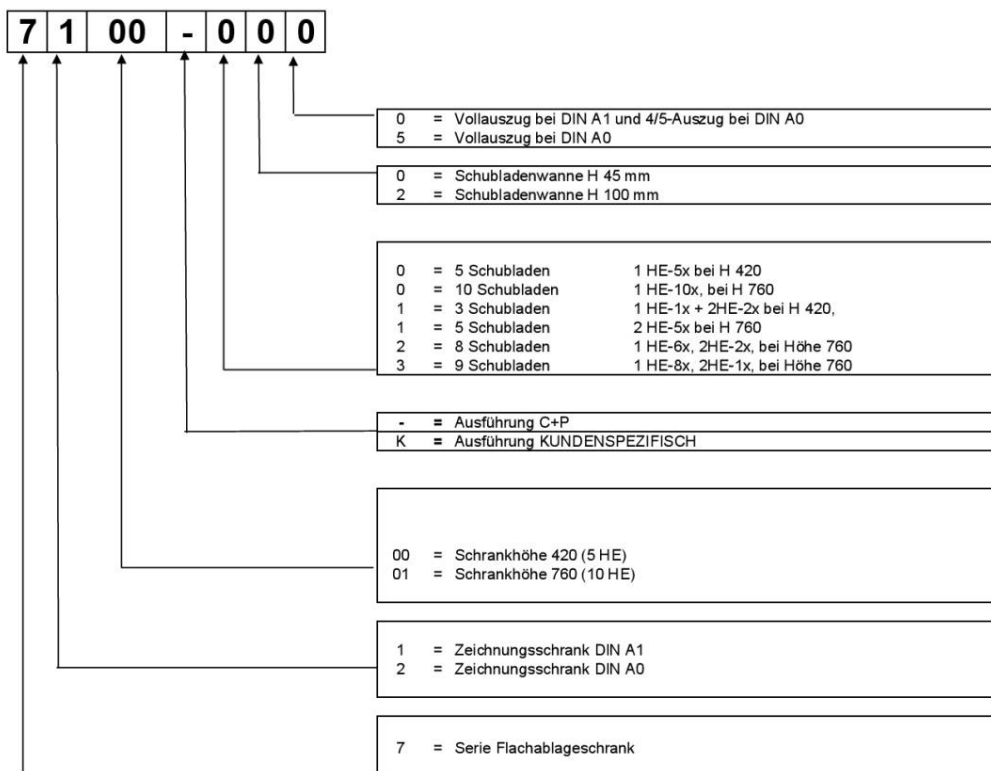 7 1 00 - 0 0 0
0 = Vollauszug bei DIN A1 und 4/5-Auszug bei DIN A0
5 = Vollauszug bei DIN A0
0 = Schubladenwanne H 45 mm
2 = Schubladenwanne H 100 mm
0 = 5 Schubladen 1 HE-5x bei H 420
0 = 10 Schubladen 1 HE-10x, bei H 760
1 = 3 Schubladen 1 HE-1x + 2HE-2x bei H 420,
1 = 5 Schubladen 2 HE-5x bei H 760
2 = 8 Schubladen 1 HE-6x, 2HE-2x, bei Höhe 760
3 = 9 Schubladen 1 HE-8x, 2HE-1x, bei Höhe 760
- = Ausführung C+P
K = Ausführung KUNDENSPEZIFISCH
00 = Schrankhöhe 420 (5 HE)
01 = Schrankhöhe 760 (10 HE)
1 = Zeichnungsschrank DIN A1
2 = Zeichnungsschrank DIN A0
7 = Serie Flachablageschrank